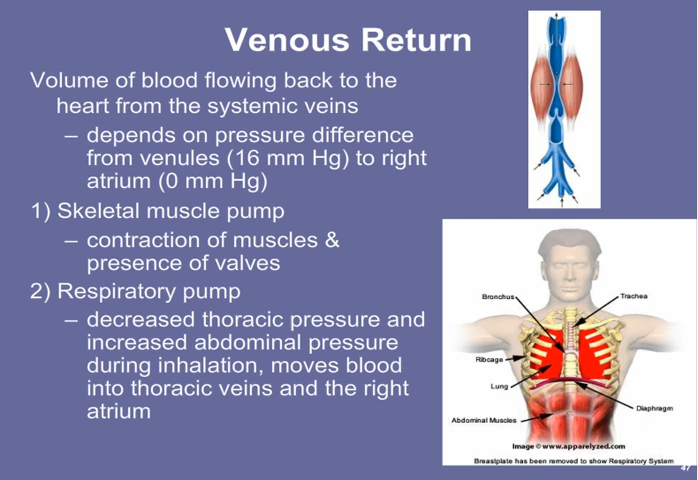 Venous Return
Volume of blood flowing back to the
heart from the systemic veins
– depends on pressure difference
from venules (16 mm Hg) to right
atrium (0 mm Hg)
1) Skeletal muscle pump
– contraction of muscles &
presence of valves
2) Respiratory pump
– decreased thoracic pressure and
increased abdominal pressure
during inhalation, moves blood
into thoracic veins and the right
atrium
Bronchus
Trachea
Ribcage
Lung
Diaphragm
Abdominal Muscles
Image © www.apparelyzed.com
Breastplate has been removed to show Respiratory System
47